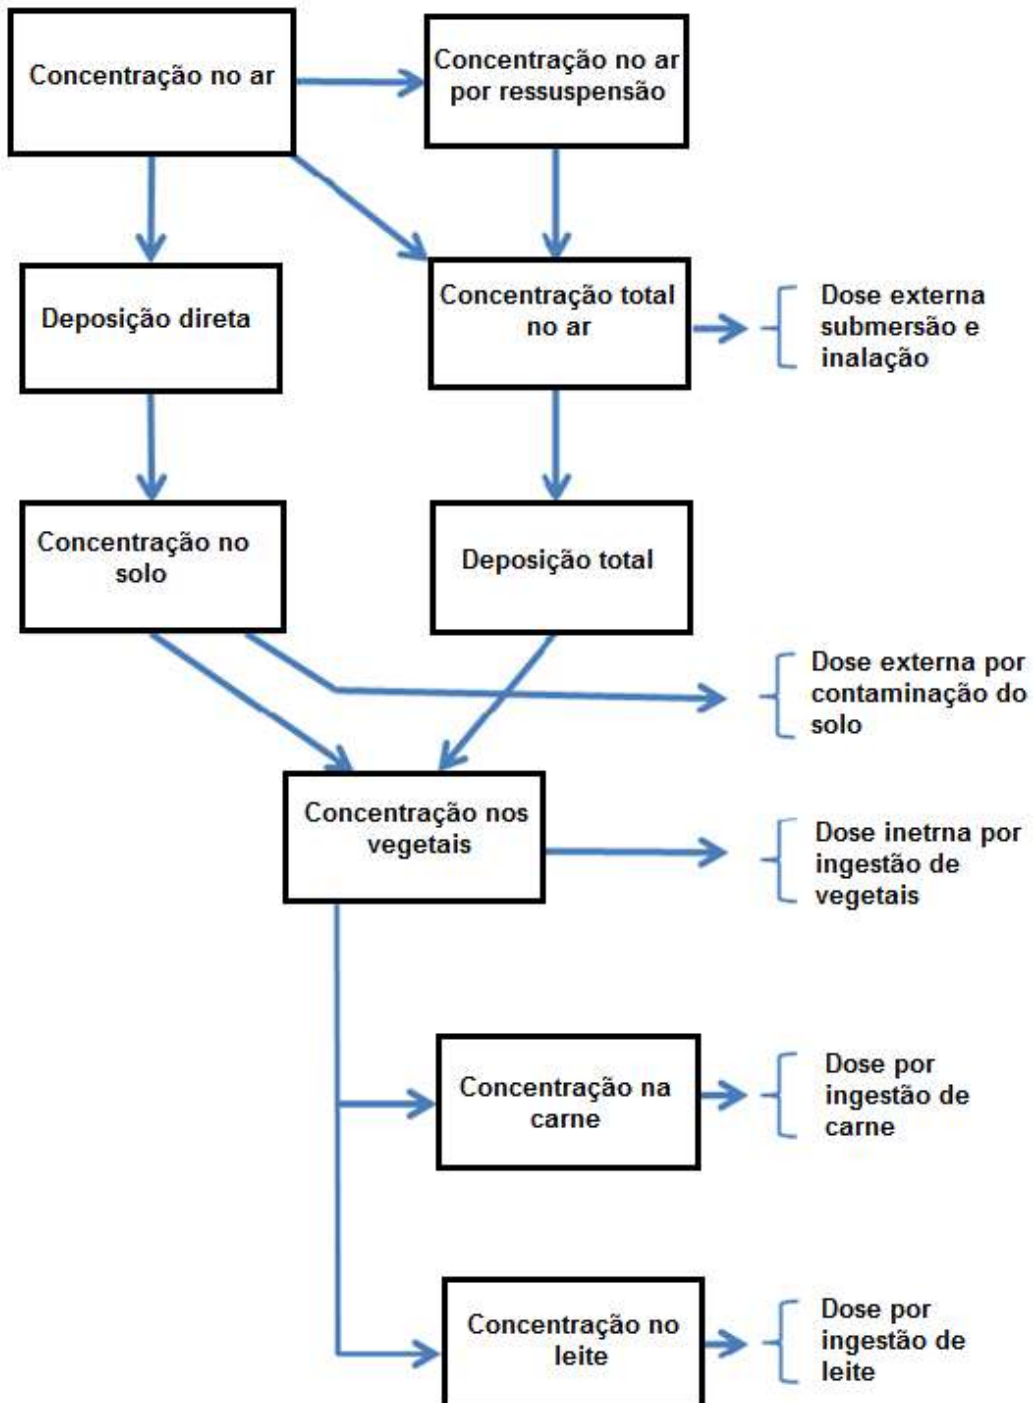 Concentração no ar
Concentração no ar
por ressuspensão
Deposição direta
Concentração total
no ar
Dose externa
submersão e
inalação
Concentração no
solo
Deposição total
Dose externa por
contaminação do
solo
Concentração nos
vegetais
Dose inetrna por
ingestão de
vegetais
Concentração na
carne
Dose por
ingestão de
carne
Concentração no
leite
Dose por
ingestão de
leite